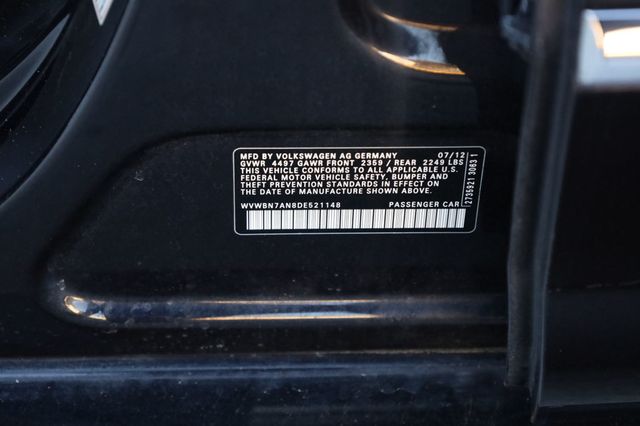 MFD BY VOLKSWAGEN AG GERMANY 07/12
GVWR 4497 GAWR FRONT 2359 / REAR 2249 LBS
THIS VEHICLE CONFORMS TO ALL APPLICABLE U.S.
FEDERAL MOTOR VEHICLE SAFETY, BUMPER AND
THEFT PREVENTION STANDARDS IN EFFECT ON
THE DATE OF MANUFACTURE SHOWN ABOVE.
WVWBN7AN8DE521148 PASSENGER CAR
2735921 30631